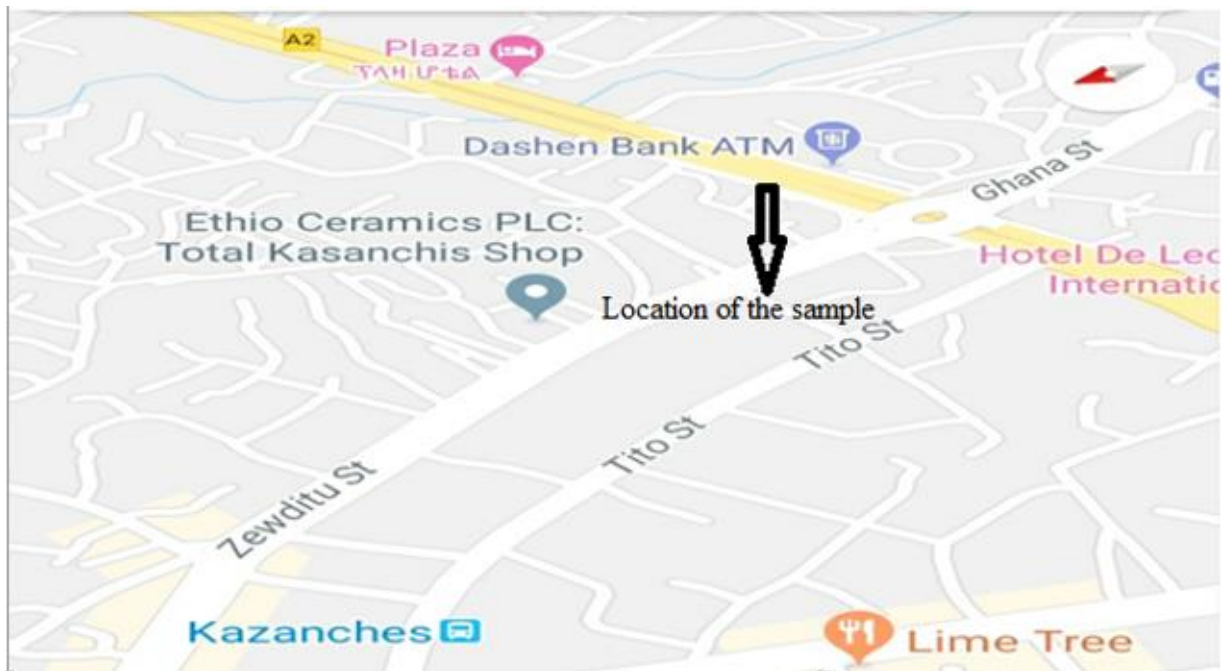 A2
Plaza
ፕላዛ ሆቴል
Dashen Bank ATM
Ghana St
Ethio Ceramics PLC:
Total Kasanchis Shop
Hotel De Leo
Internatio
Location of the sample
Tito St
Tito St
Zewditu St
Kazanches
Lime Tree